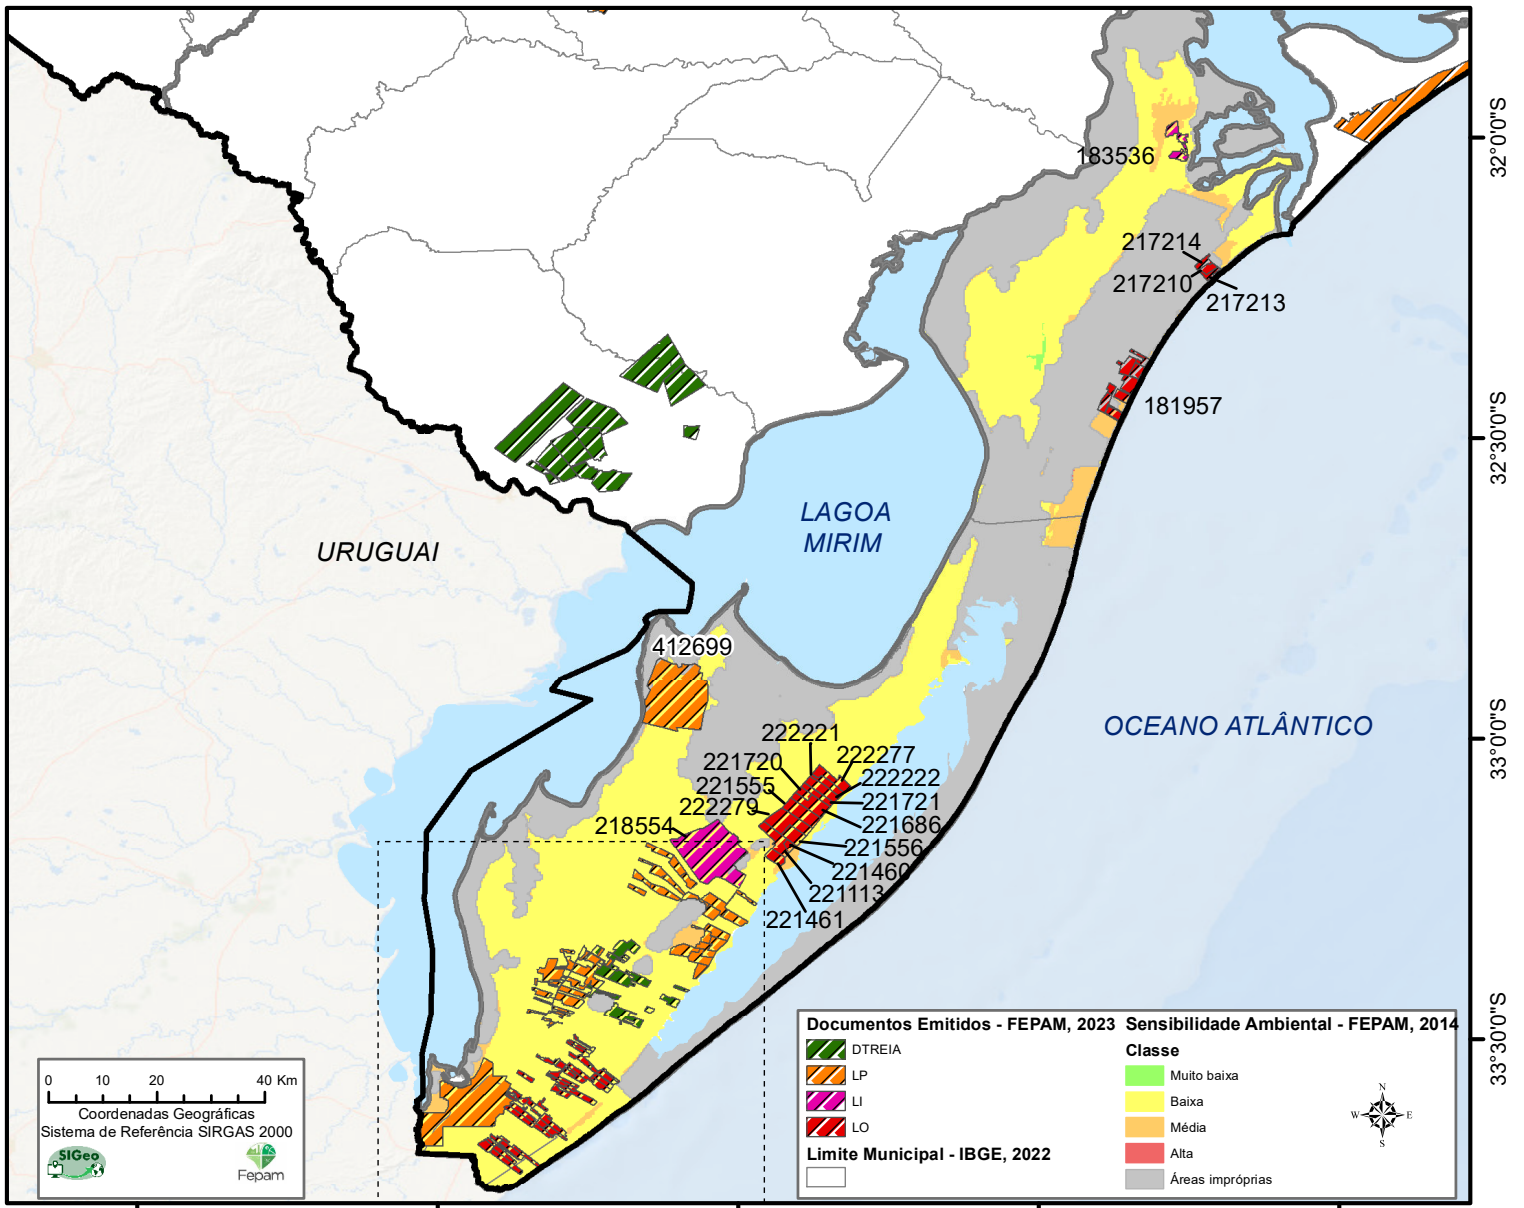 32°0'0"S
183536
217214
217210
217213
181957
32°30'0"S
LAGOA
MIRIM
URUGUAI
412699
OCEANO ATLÂNTICO
33°0'0"S
222221
222277
221720
222222
221555
221721
222279
221686
218554
221556
221460
221113
221461
33°30'0"S
0 10 20 40 Km
Coordenadas Geográficas
Sistema de Referência SIRGAS 2000
SIGeo
Fepam
Documentos Emitidos - FEPAM, 2023
DTREIA
LP
LI
LO
Limite Municipal - IBGE, 2022
Sensibilidade Ambiental - FEPAM, 2014
Classe
Muito baixa
Baixa
Média
Alta
Áreas impróprias
N
W E
S